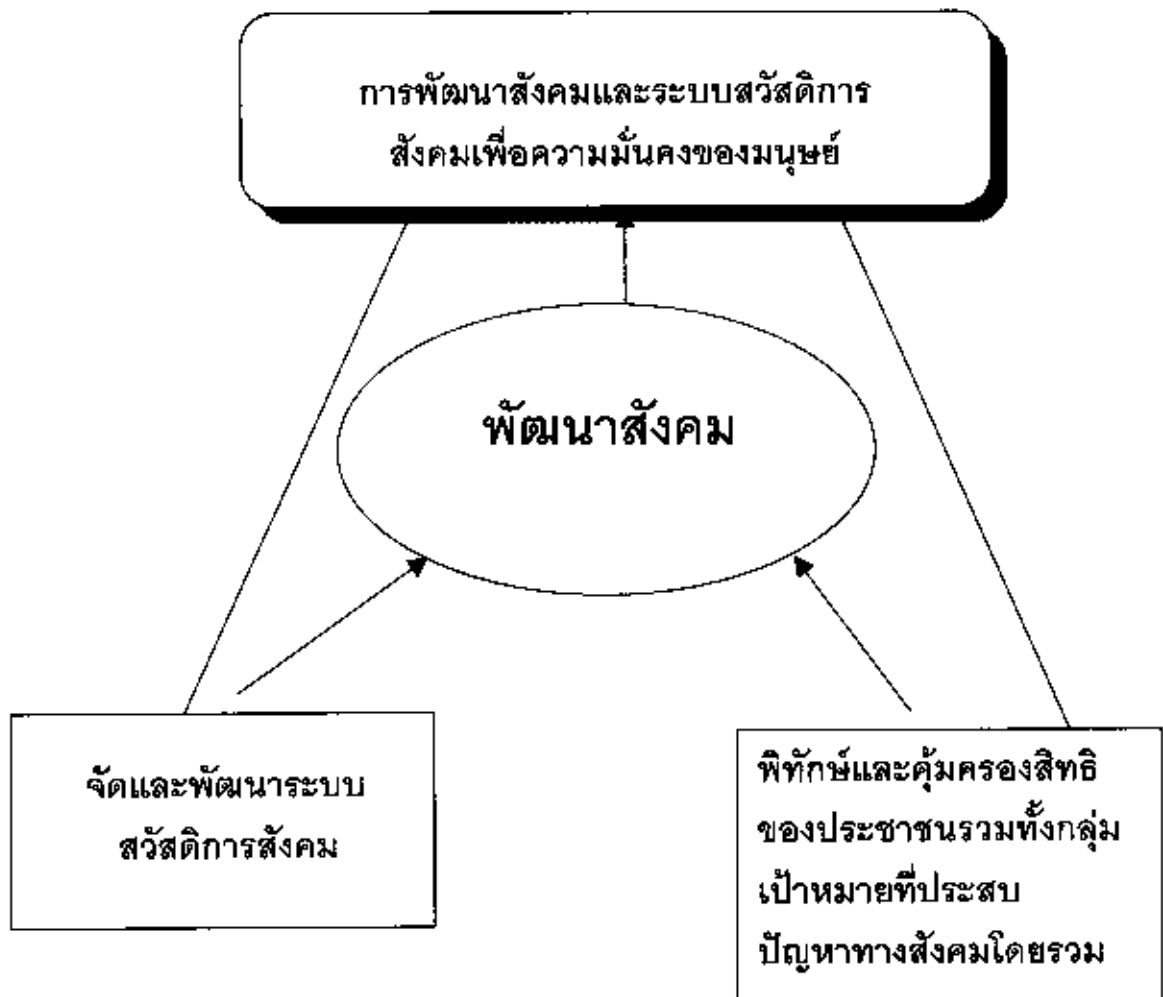 การพัฒนาสังคมและระบบสวัสดิการ
สังคมเพื่อความมั่นคงของมนุษย์
พัฒนาสังคม
จัดและพัฒนาระบบ
สวัสดิการสังคม
พิทักษ์และคุ้มครองสิทธิ
ของประชาชนรวมทั้งกลุ่ม
เป้าหมายที่ประสบ
ปัญหาทางสังคมโดยรวม